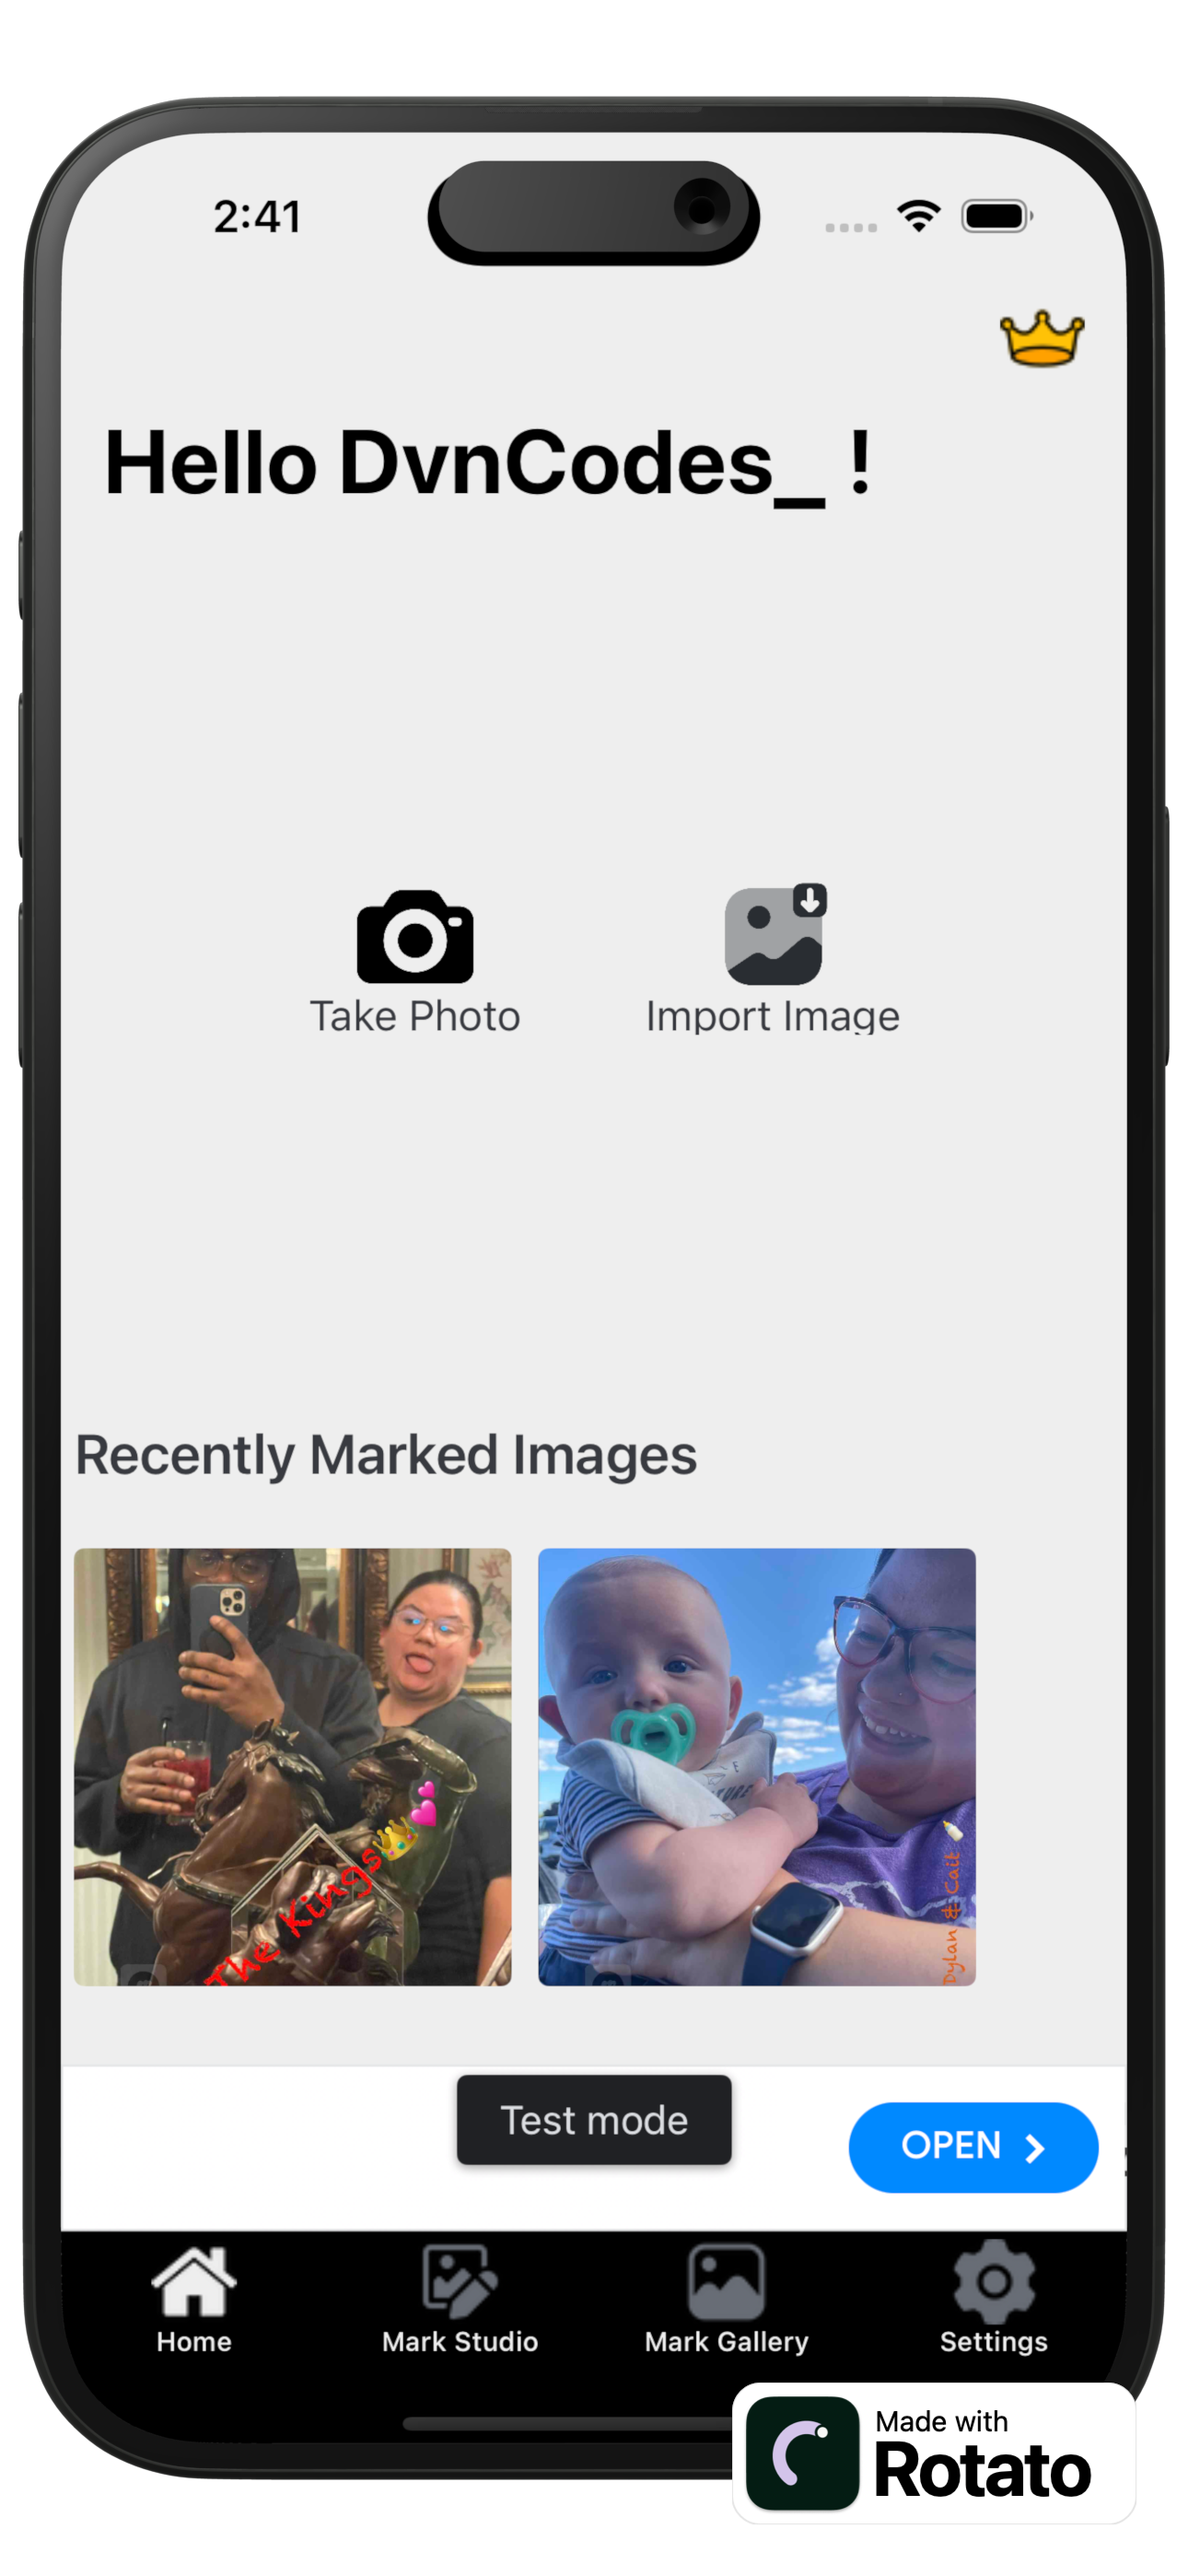 2:41
Hello DvnCodes_ !
Take Photo
Import Image
Recently Marked Images
The Kings
Dylan & Cait
Test mode
OPEN
Home
Mark Studio
Mark Gallery
Settings
Made with
Rotato